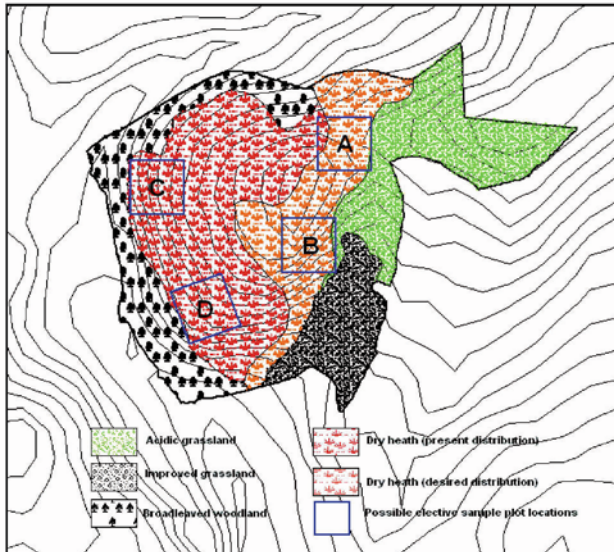 A
C
B
D
Acidic grassland
Improved grassland
Broadleaved woodland
Dry heath (present distribution)
Dry heath (desired distribution)
Possible elective sample plot locations